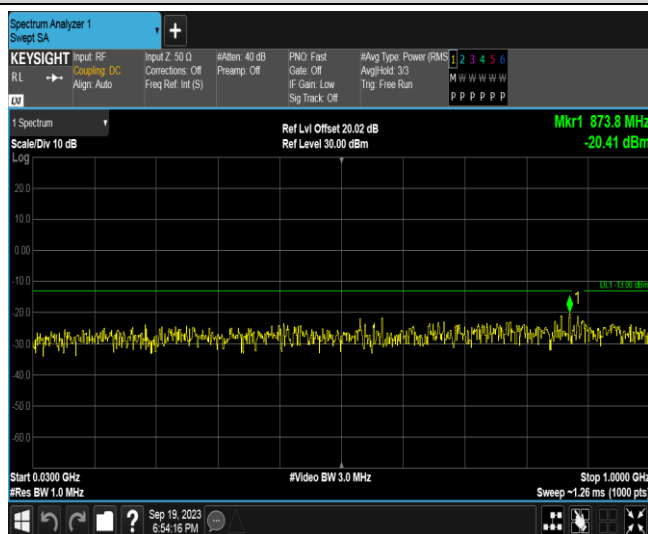 Spectrum Analyzer 1
Swept SA
+
KEYSIGHT Input: RF Input Z: 50 Ω #Atten: 40 dB PNO: Fast #Avg Type: Power (RMS 1 2 3 4 5 6
RL Coupling: DC Corrections: Off Preamp: Off Gate: Off Avg|Hold: 3/3 M W W W W W
Align: Auto Freq Ref: Int (S) IF Gain: Low Trig: Free Run
Sig Track: Off P P P P P P
LXI
1 Spectrum Ref Lvl Offset 20.02 dB Mkr1 873.8 MHz
Scale/Div 10 dB Ref Level 30.00 dBm -20.41 dBm
Log
20.0
10.0
0.00
-10.0
DL1 -13.00 dBm
1
-20.0
-30.0
-40.0
-50.0
-60.0
Start 0.0300 GHz #Video BW 3.0 MHz Stop 1.0000 GHz
#Res BW 1.0 MHz Sweep ~1.26 ms (1000 pts)
? Sep 19, 2023
6:54:16 PM